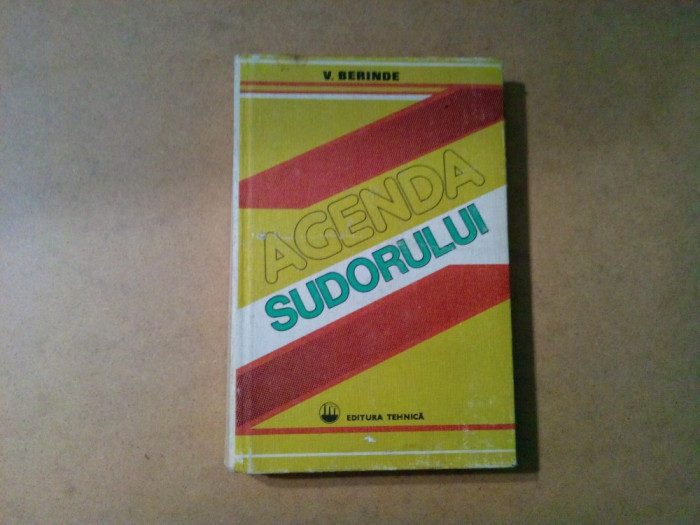 V. BERINDE
AGENDA
SUDORULUI
EDITURA TEHNICĂ